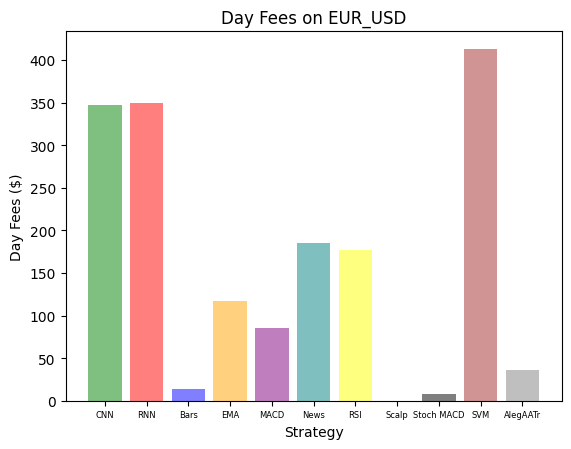 Day Fees on EUR_USD
Day Fees ($)
400
350
300
250
200
150
100
50
0
CNN RNN Bars EMA MACD News RSI Scalp Stoch MACD SVM AlegAATr
Strategy